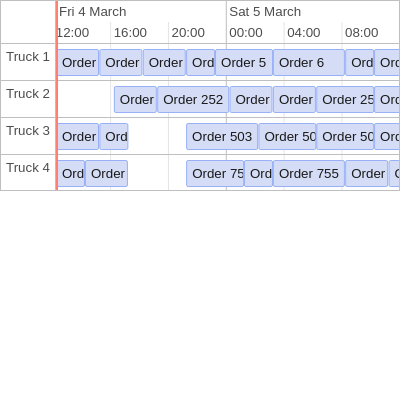 Fri 4 March Sat 5 March
12:00 16:00 20:00 00:00 04:00 08:00
Truck 1 Order Order Order Ord Order 5 Order 6 Ord Ord
Truck 2 Order Order 252 Order Order Order 25 Ord
Truck 3 Order Ord Order 503 Order 50 Order 50 Ord
Truck 4 Ord Order Order 75 Ord Order 755 Order